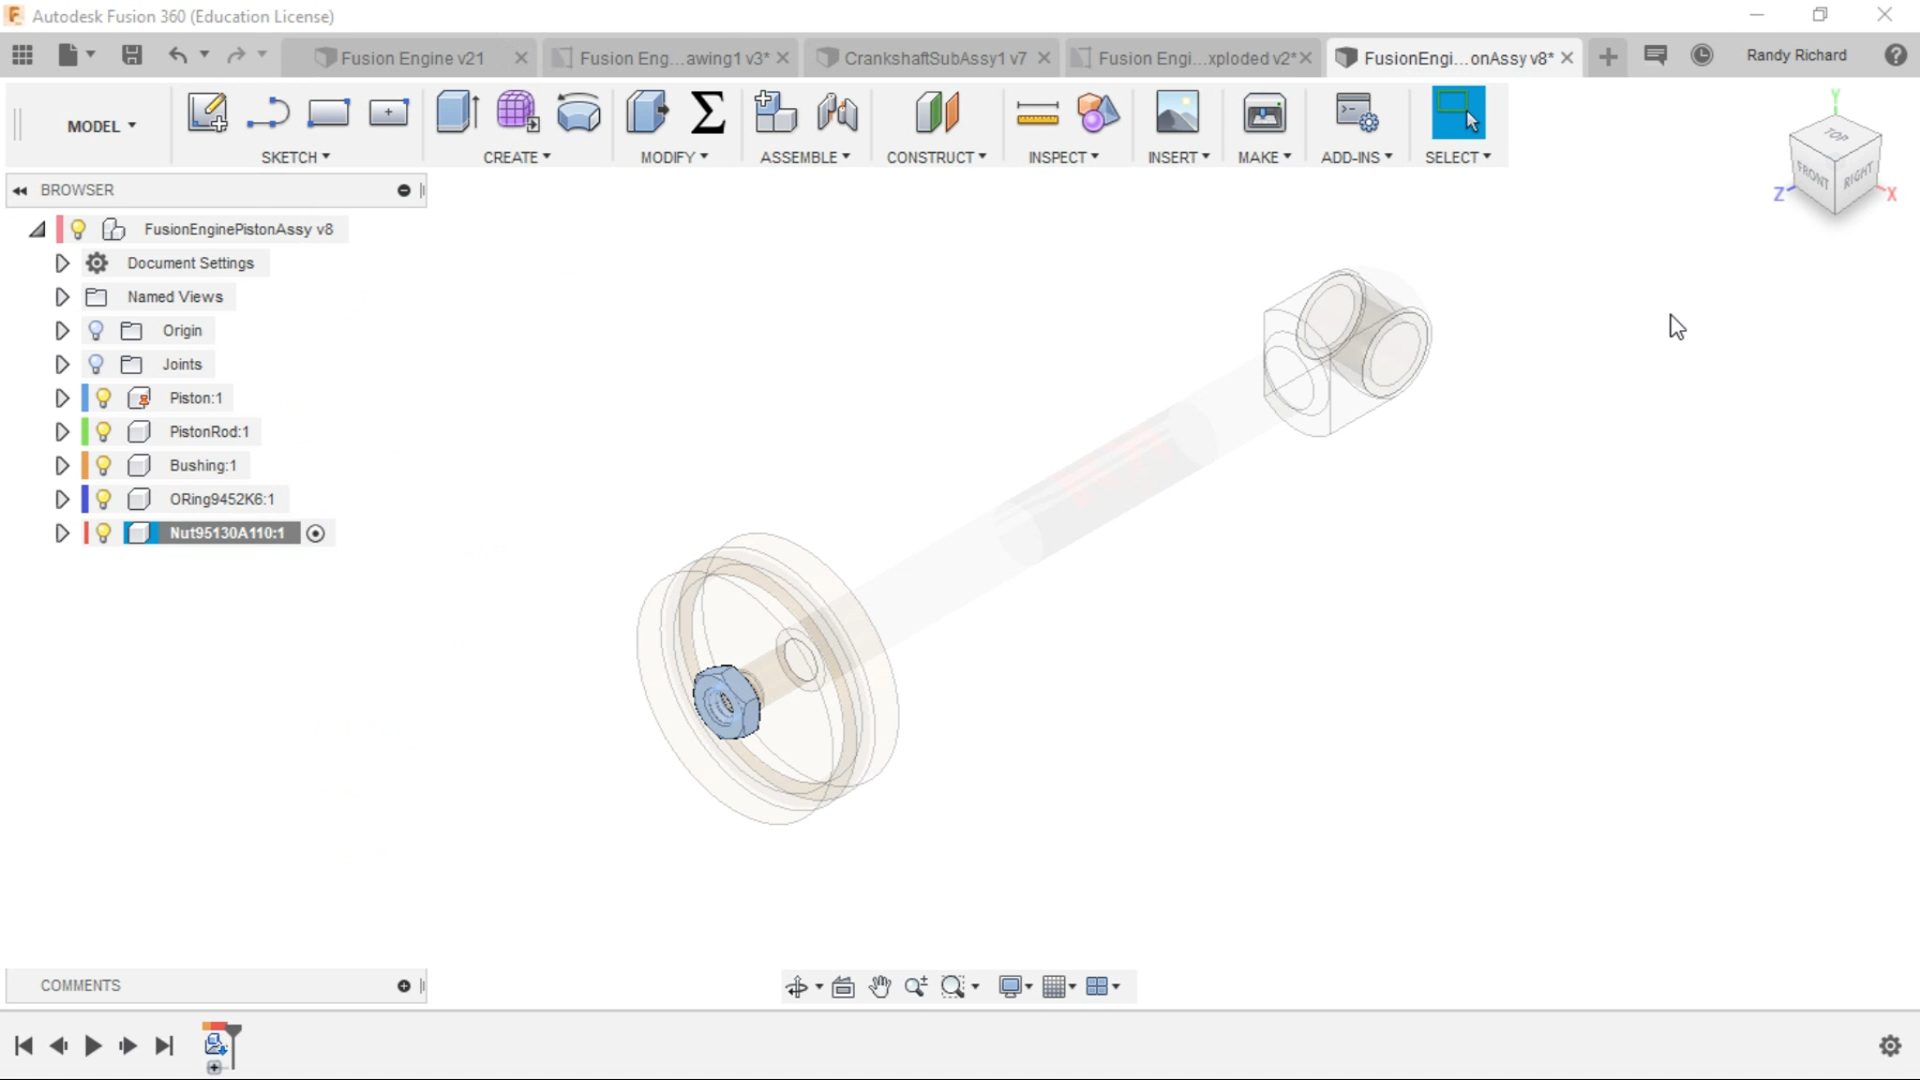 Autodesk Fusion 360 (Education License)
Fusion Engine v21
Fusion Eng...awing1 v3*
CrankshaftSubAssy1 v7
Fusion Engi...xploded v2*
FusionEngi...onAssy v8*
Randy Richard
MODEL
SKETCH
CREATE
MODIFY
ASSEMBLE
CONSTRUCT
INSPECT
INSERT
MAKE
ADD-INS
SELECT
Y
TOP
FRONT
RIGHT
Z
X
BROWSER
FusionEnginePistonAssy v8
Document Settings
Named Views
Origin
Joints
Piston:1
PistonRod:1
Bushing:1
ORing9452K6:1
Nut95130A110:1
COMMENTS